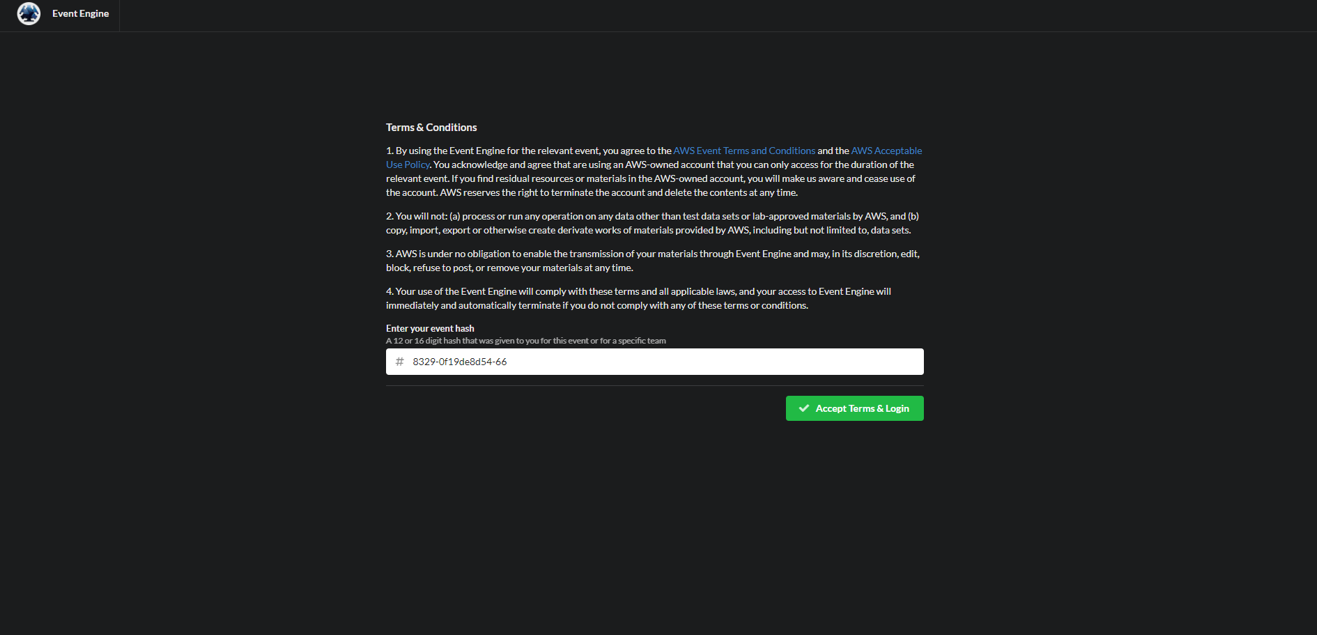 Event Engine
Terms & Conditions
1. By using the Event Engine for the relevant event, you agree to the AWS Event Terms and Conditions and the AWS Acceptable
Use Policy. You acknowledge and agree that are using an AWS-owned account that you can only access for the duration of the
relevant event. If you find residual resources or materials in the AWS-owned account, you will make us aware and cease use of
the account. AWS reserves the right to terminate the account and delete the contents at any time.
2. You will not: (a) process or run any operation on any data other than test data sets or lab-approved materials by AWS, and (b)
copy, import, export or otherwise create derivate works of materials provided by AWS, including but not limited to, data sets.
3. AWS is under no obligation to enable the transmission of your materials through Event Engine and may, in its discretion, edit,
block, refuse to post, or remove your materials at any time.
4. Your use of the Event Engine will comply with these terms and all applicable laws, and your access to Event Engine will
immediately and automatically terminate if you do not comply with any of these terms or conditions.
Enter your event hash
A 12 or 16 digit hash that was given to you for this event or for a specific team
# 8329-0f19de8d54-66
Accept Terms & Login